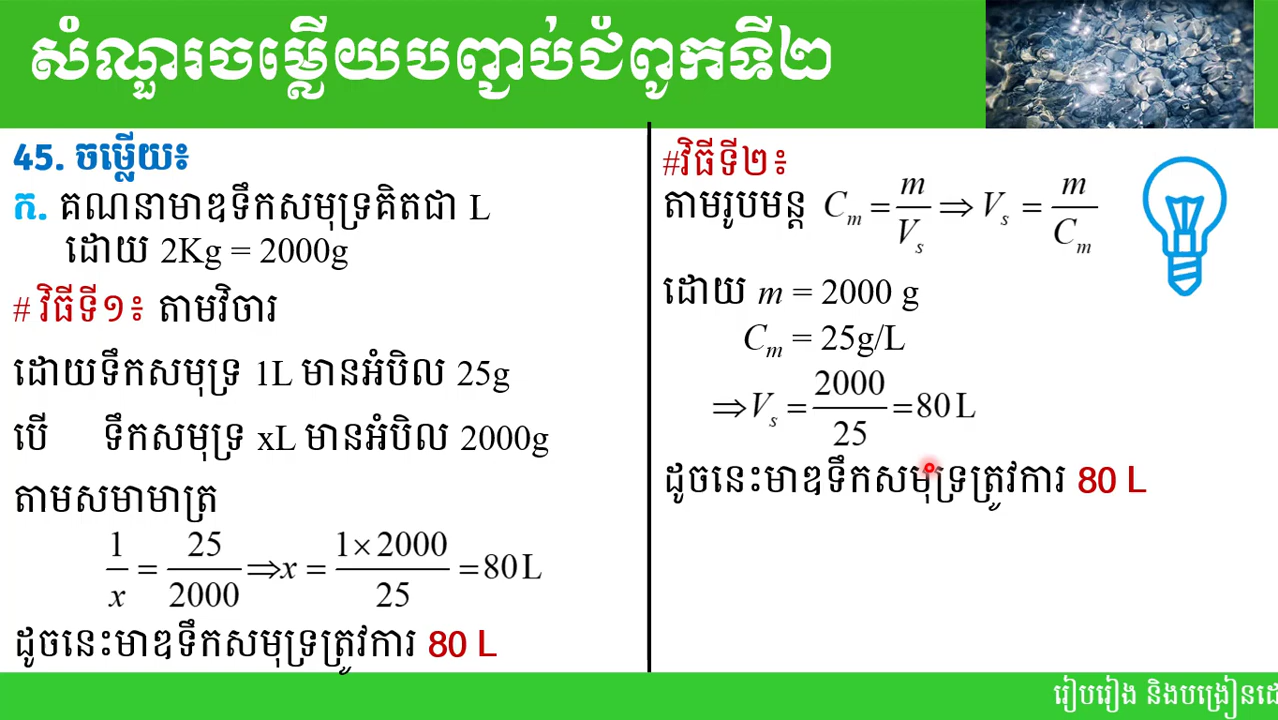 សំណួរចម្លើយបញ្ចប់ជំពូកទី២
45. ចម្លើយ៖
ក. គណនាមាឌទឹកសមុទ្រគិតជា L
ដោយ 2Kg = 2000g
# វិធីទី១៖ តាមវិចារ
ដោយទឹកសមុទ្រ 1L មានអំបិល 25g
បើ ទឹកសមុទ្រ xL មានអំបិល 2000g
តាមសមាមាត្រ
1/x = 25/2000 ⇒ x = 1×2000/25 = 80L
ដូចនេះមាឌទឹកសមុទ្រត្រូវការ 80 L
#វិធីទី២៖
តាមរូបមន្ត Cm = m/Vs ⇒ Vs = m/Cm
ដោយ m = 2000 g
Cm = 25g/L
⇒ Vs = 2000/25 = 80 L
ដូចនេះមាឌទឹកសមុទ្រត្រូវការ 80 L
រៀបរៀង និងបង្រៀនដេ